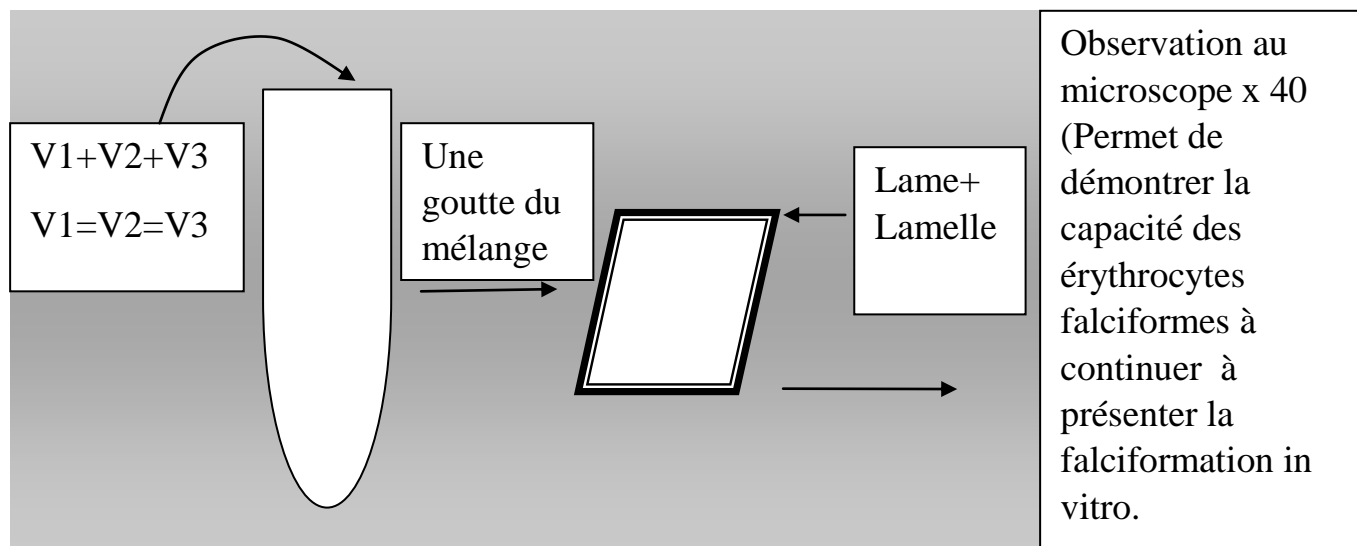 V1+V2+V3
V1=V2=V3
Une
goutte du
mélange
Lame+
Lamelle
Observation au
microscope x 40
(Permet de
démontrer la
capacité des
érythrocytes
falciformes à
continuer à
présenter la
falciformation in
vitro.